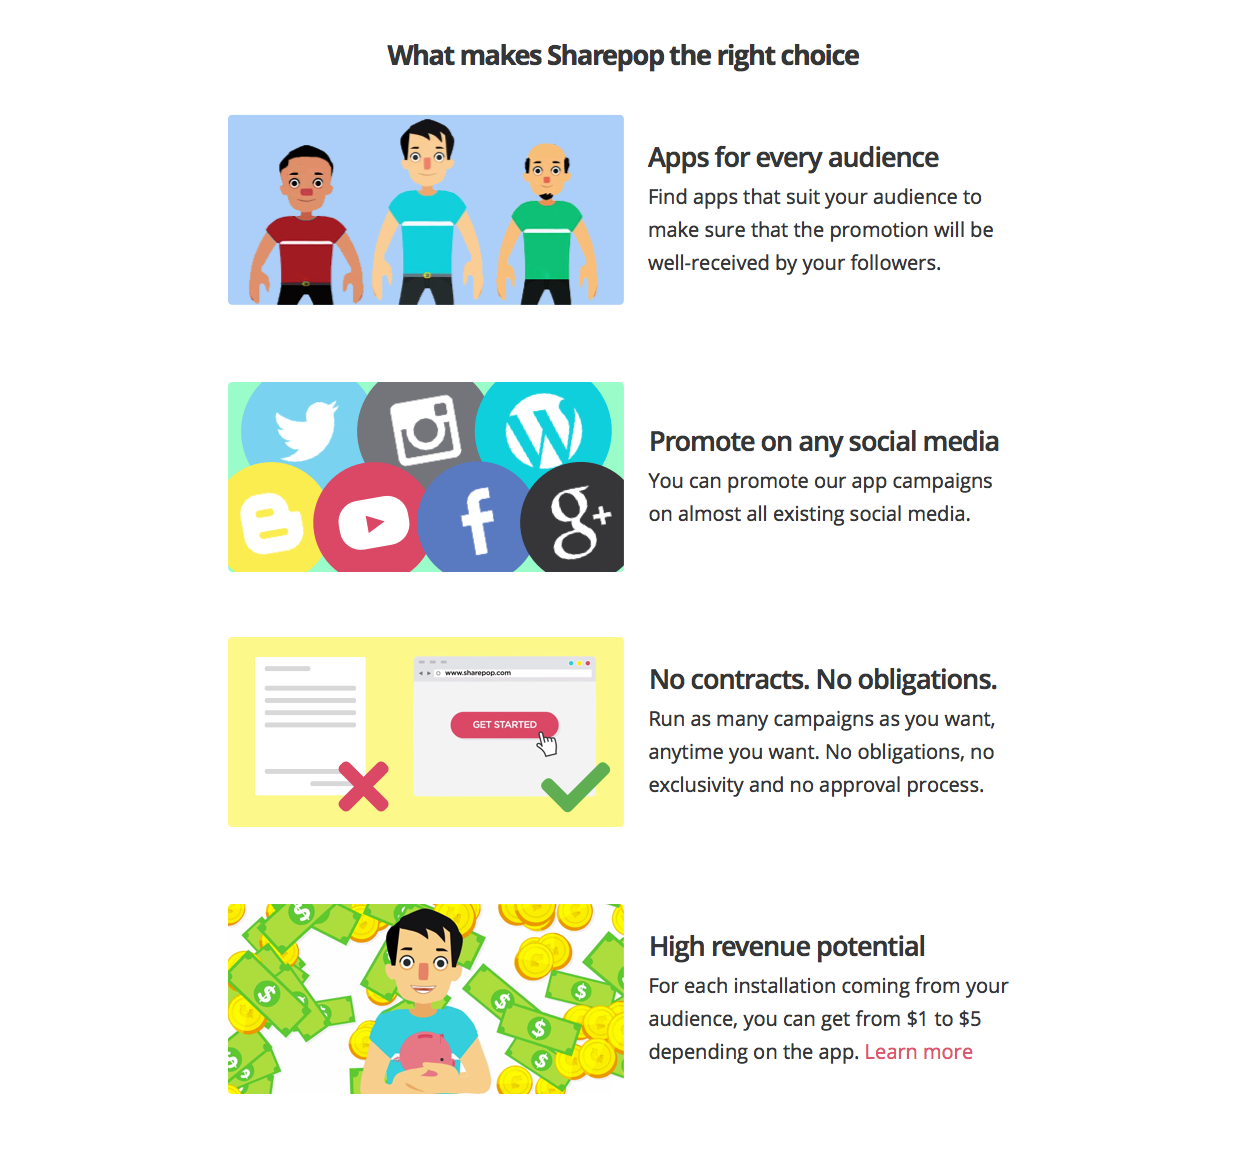 What makes Sharepop the right choice
Apps for every audience
Find apps that suit your audience to
make sure that the promotion will be
well-received by your followers.
Promote on any social media
You can promote our app campaigns
on almost all existing social media.
www.sharepop.com
GET STARTED
No contracts. No obligations.
Run as many campaigns as you want,
anytime you want. No obligations, no
exclusivity and no approval process.
High revenue potential
For each installation coming from your
audience, you can get from $1 to $5
depending on the app. Learn more